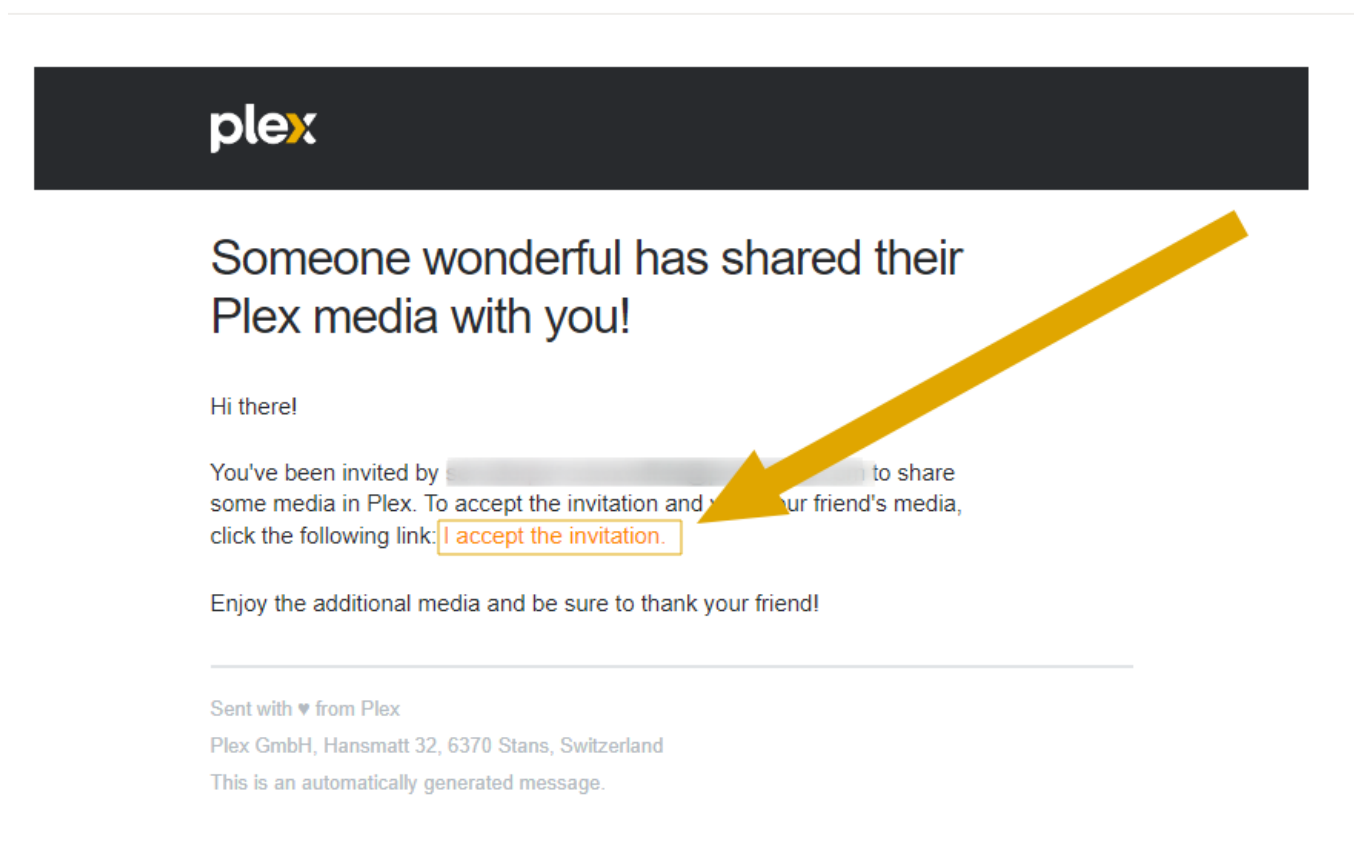 plex
Someone wonderful has shared their
Plex media with you!
Hi there!
You've been invited by to share
some media in Plex. To accept the invitation and your friend's media,
click the following link: I accept the invitation.
Enjoy the additional media and be sure to thank your friend!
Sent with ♥ from Plex
Plex GmbH, Hansmatt 32, 6370 Stans, Switzerland
This is an automatically generated message.